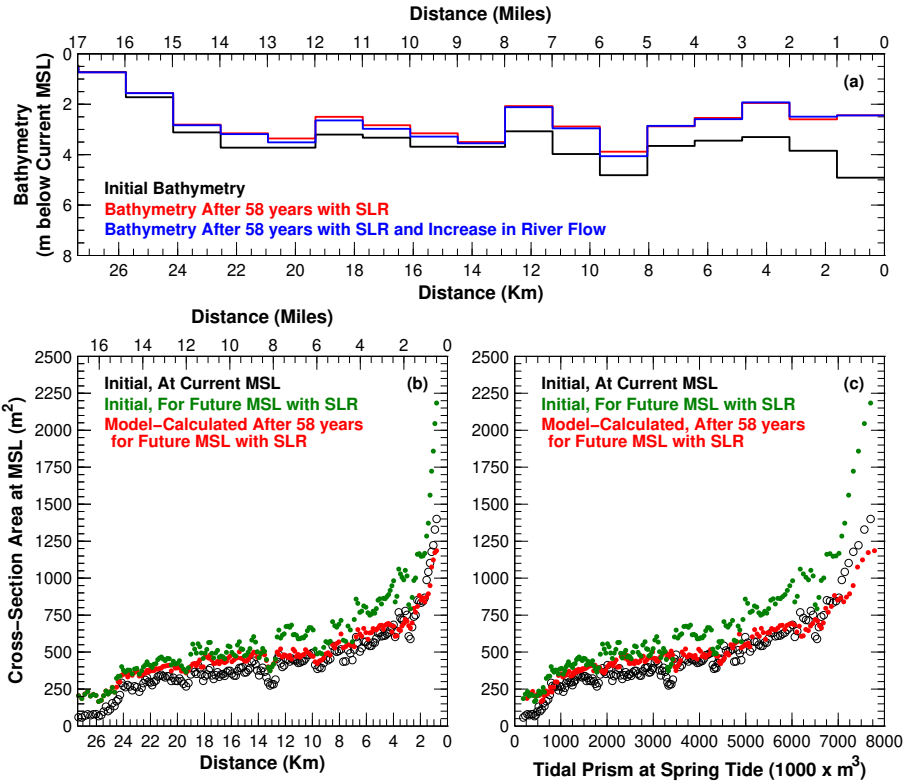 Distance (Miles)
17 16 15 14 13 12 11 10 9 8 7 6 5 4 3 2 1 0
(a)
Bathymetry
(m below Current MSL)
0
2
4
6
8
Initial Bathymetry
Bathymetry After 58 years with SLR
Bathymetry After 58 years with SLR and Increase in River Flow
26 24 22 20 18 16 14 12 10 8 6 4 2 0
Distance (Km)
Distance (Miles)
16 14 12 10 8 6 4 2 0
Cross−Section Area at MSL (m²)
2500
2250
2000
1750
1500
1250
1000
750
500
250
0
Initial, At Current MSL
(b)
Initial, For Future MSL with SLR
Model−Calculated After 58 years
for Future MSL with SLR
26 24 22 20 18 16 14 12 10 8 6 4 2 0
Distance (Km)
2500
2250
2000
1750
1500
1250
1000
750
500
250
0
Initial, At Current MSL
(c)
Initial, For Future MSL with SLR
Model−Calculated, After 58 years
for Future MSL with SLR
0 1000 2000 3000 4000 5000 6000 7000 8000
Tidal Prism at Spring Tide (1000 x m³)